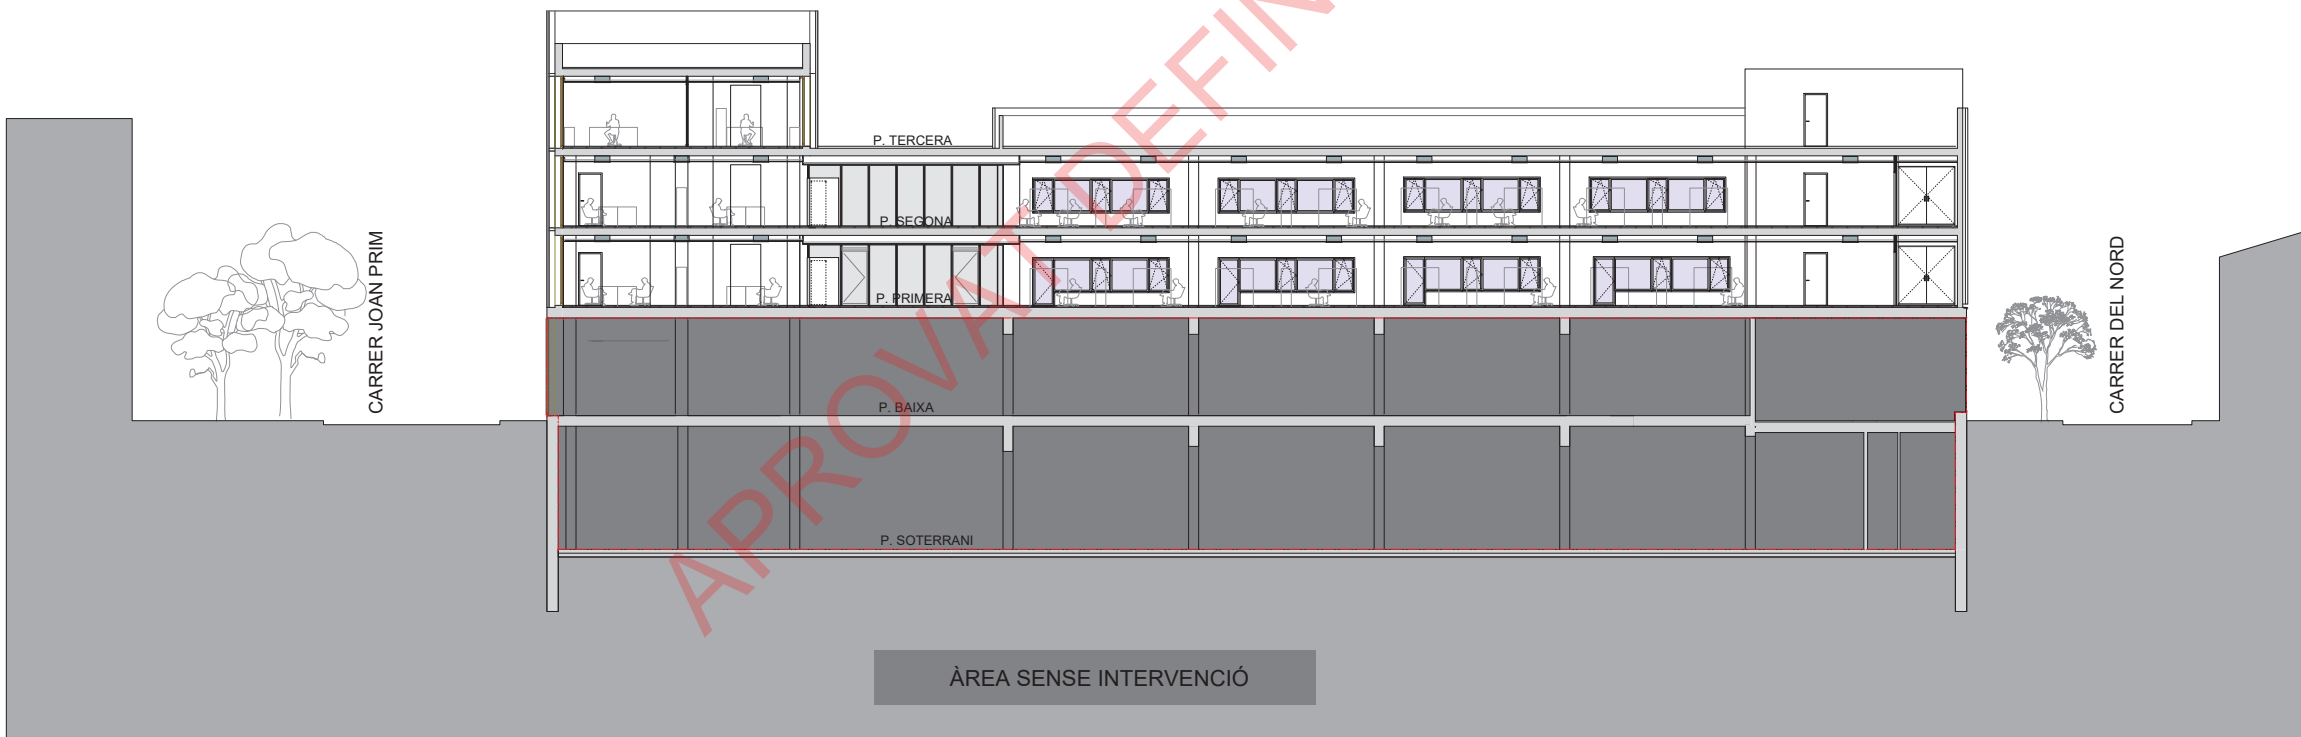 P. TERCERA
P. SEGONA
P. PRIMERA
P. BAIXA
P. SOTERRANI
CARRER JOAN PRIM
CARRER DEL NORD
APROVAT DEFIN
ÀREA SENSE INTERVENCIÓ